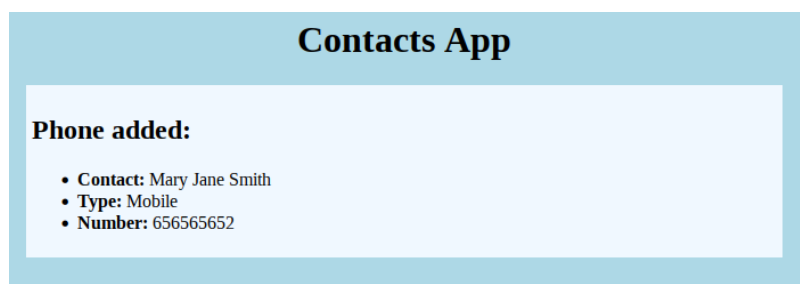 Contacts App
Phone added:
• Contact: Mary Jane Smith
• Type: Mobile
• Number: 656565652